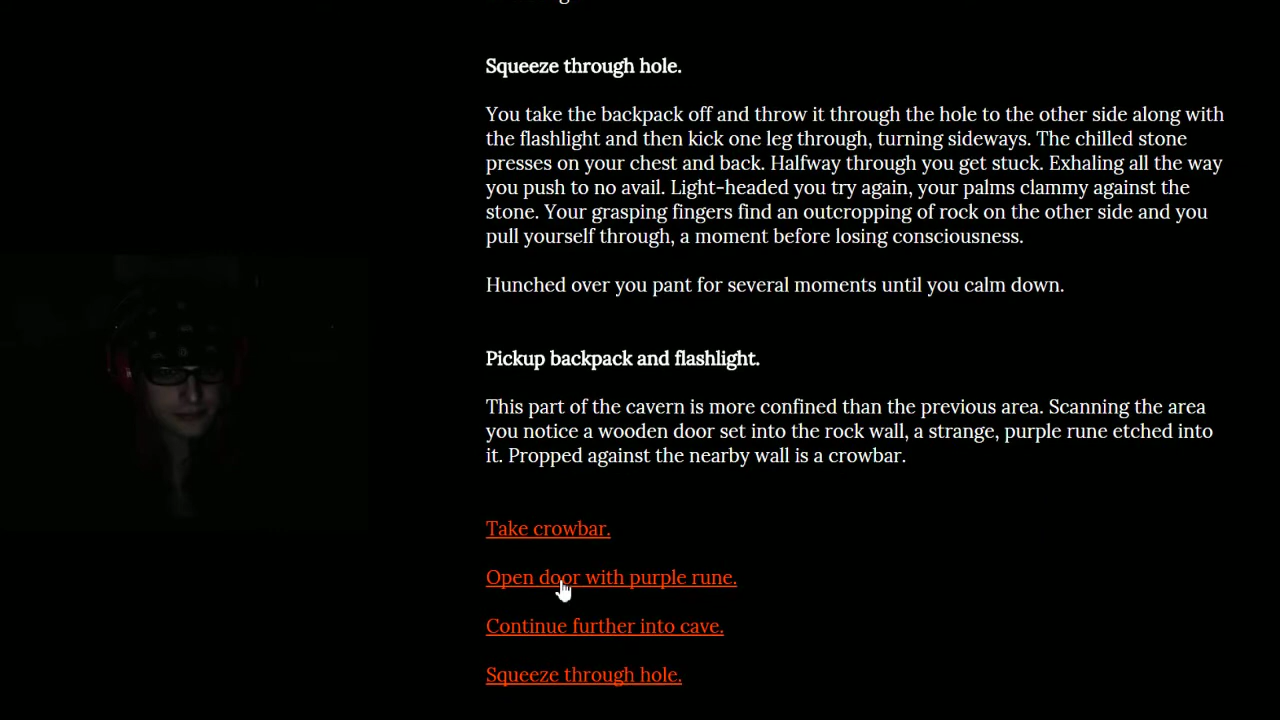 Squeeze through hole.
You take the backpack off and throw it through the hole to the other side along with
the flashlight and then kick one leg through, turning sideways. The chilled stone
presses on your chest and back. Halfway through you get stuck. Exhaling all the way
you push to no avail. Light-headed you try again, your palms clammy against the
stone. Your grasping fingers find an outcropping of rock on the other side and you
pull yourself through, a moment before losing consciousness.
Hunched over you pant for several moments until you calm down.
Pickup backpack and flashlight.
This part of the cavern is more confined than the previous area. Scanning the area
you notice a wooden door set into the rock wall, a strange, purple rune etched into
it. Propped against the nearby wall is a crowbar.
Take crowbar.
Open door with purple rune.
Continue further into cave.
Squeeze through hole.